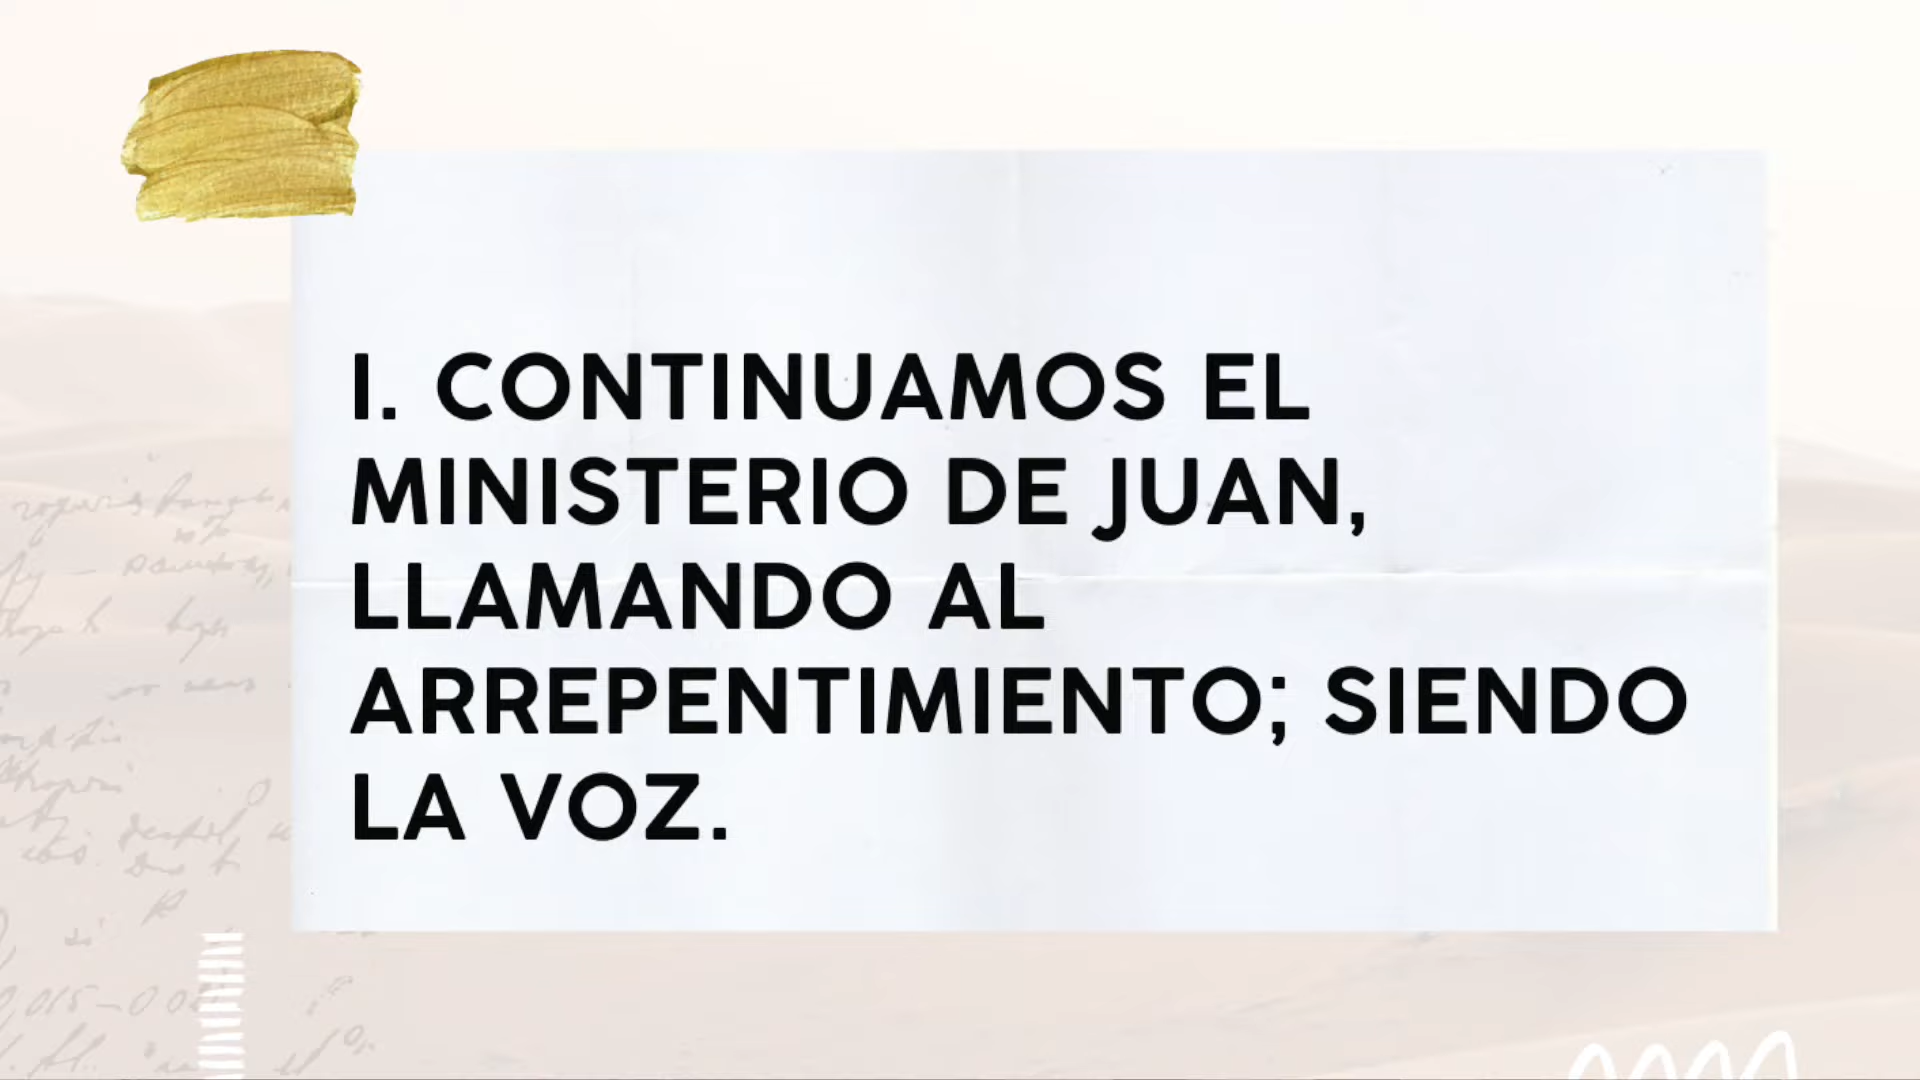 I. CONTINUAMOS EL
MINISTERIO DE JUAN,
LLAMANDO AL
ARREPENTIMIENTO; SIENDO
LA VOZ.